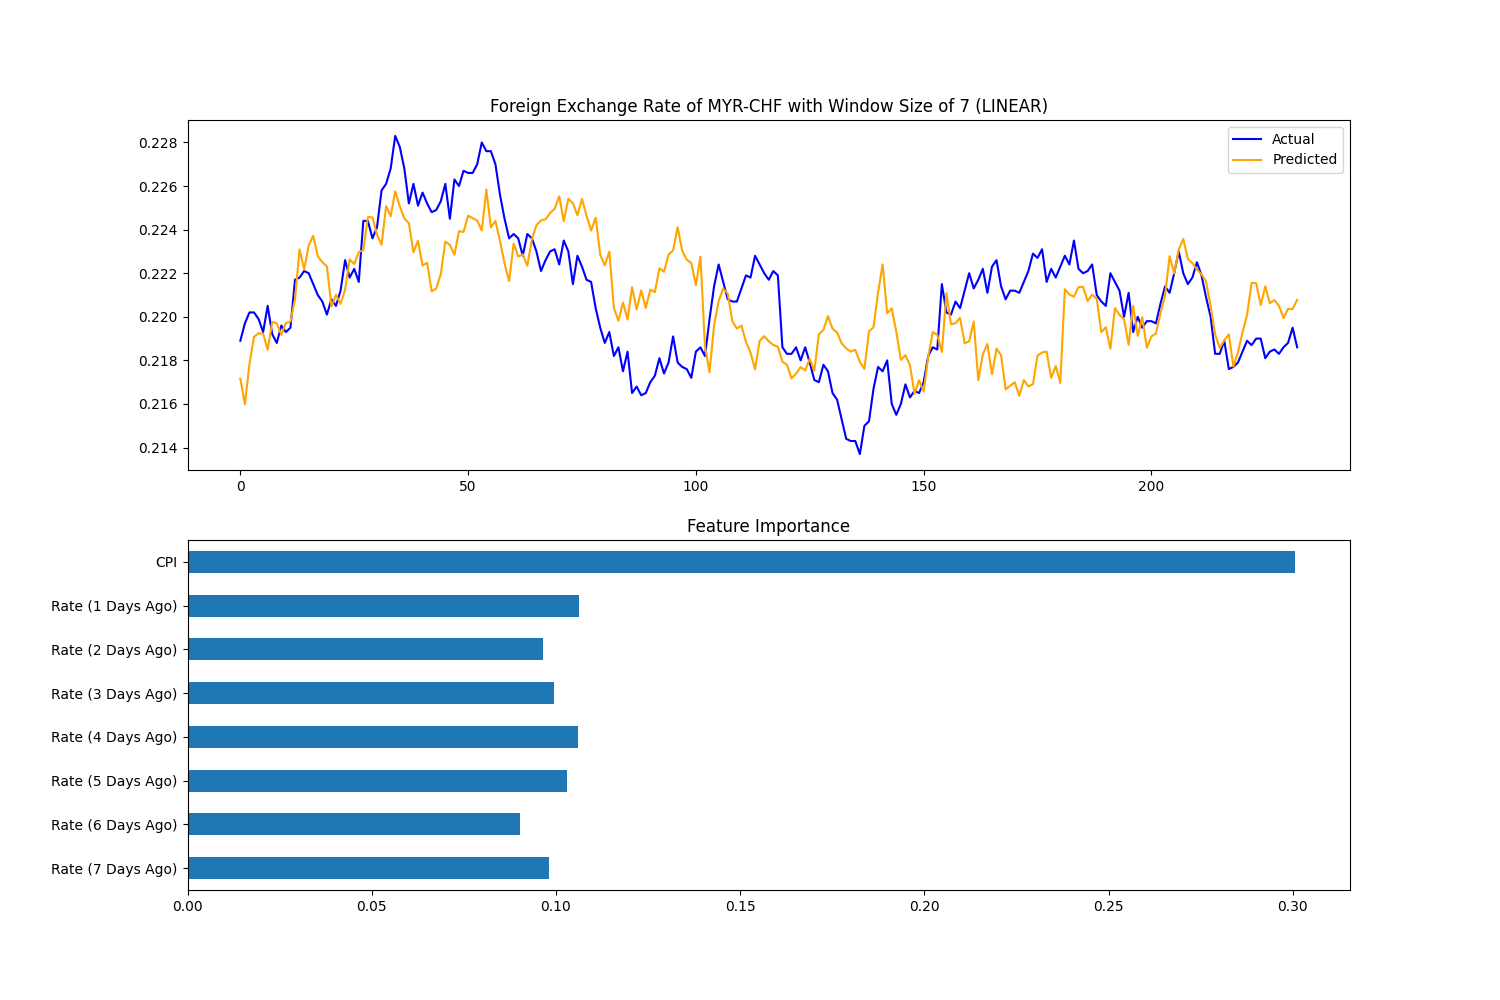 Foreign Exchange Rate of MYR-CHF with Window Size of 7 (LINEAR)
0.228
0.226
0.224
0.222
0.220
0.218
0.216
0.214
Actual
Predicted
0 50 100 150 200
Feature Importance
CPI
Rate (1 Days Ago)
Rate (2 Days Ago)
Rate (3 Days Ago)
Rate (4 Days Ago)
Rate (5 Days Ago)
Rate (6 Days Ago)
Rate (7 Days Ago)
0.00 0.05 0.10 0.15 0.20 0.25 0.30